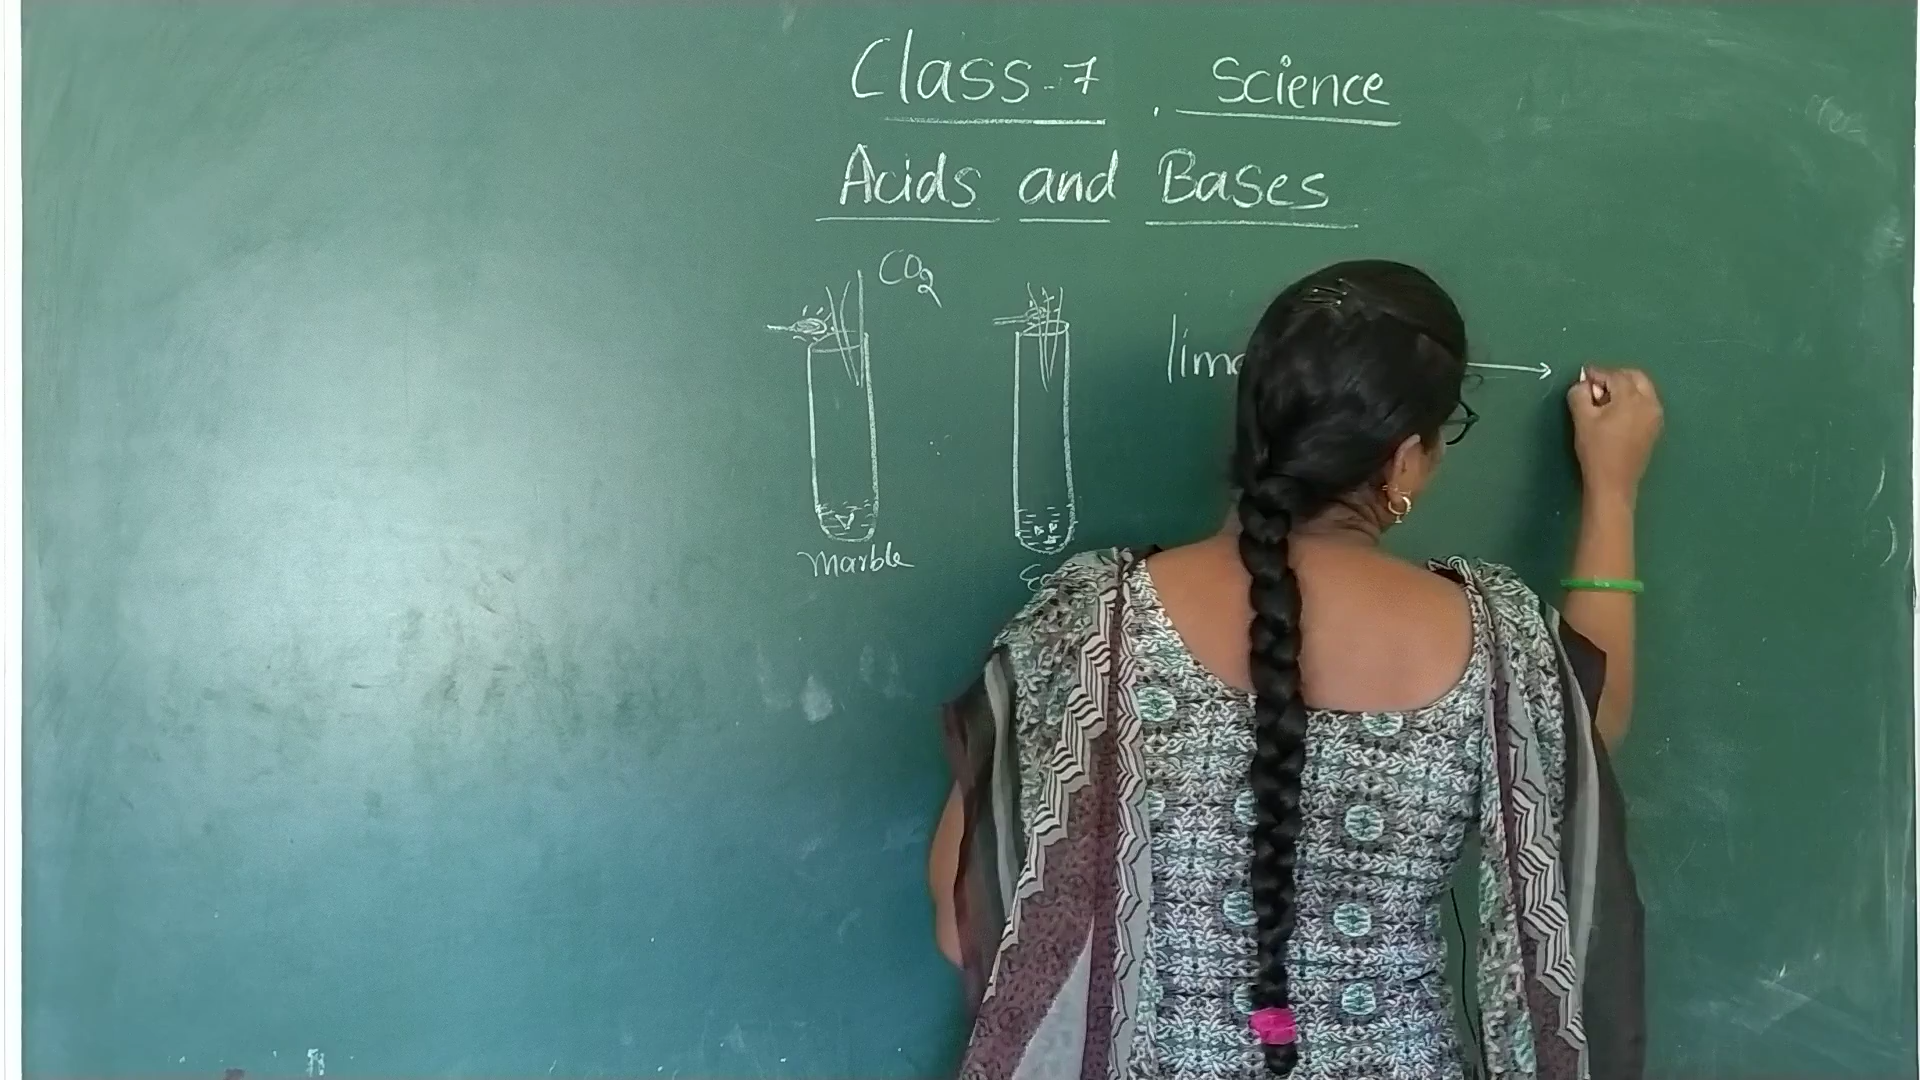 Class-7 Science
Acids and Bases
CO2
marble